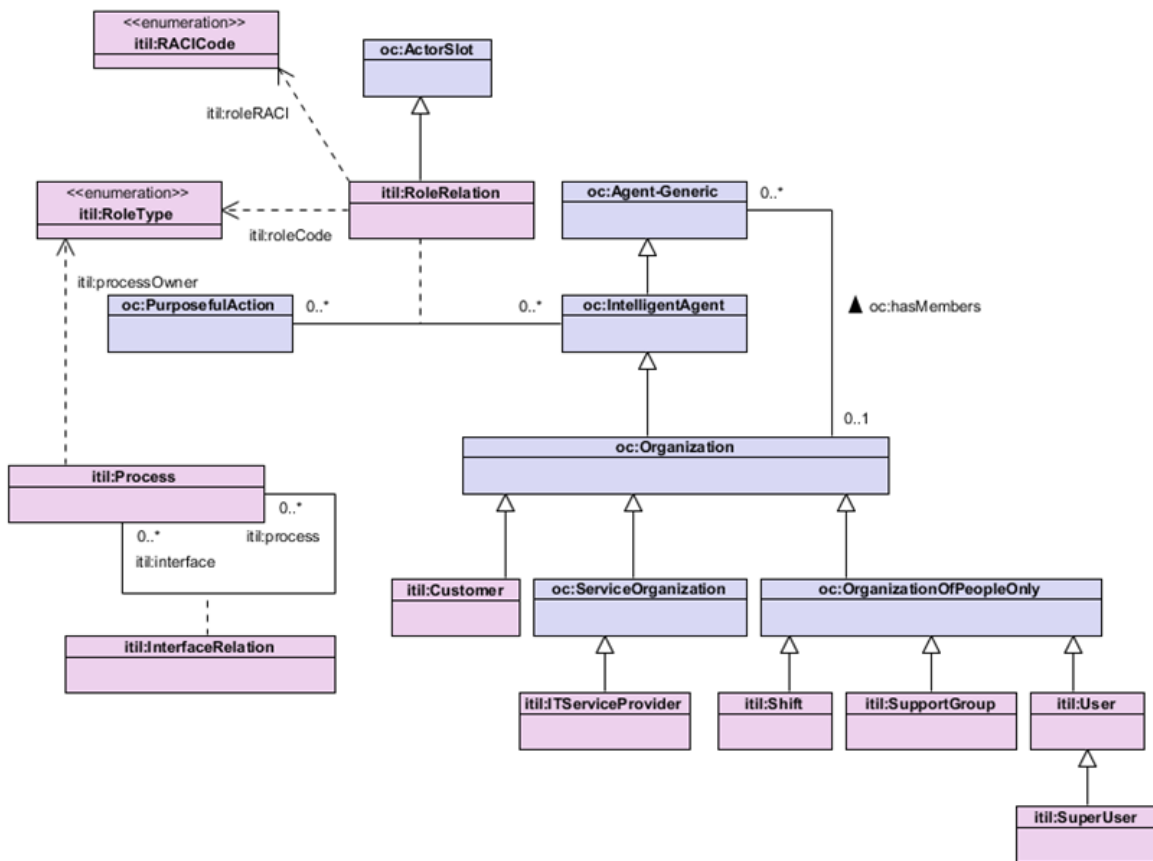 <<enumeration>>
itil:RACICode
oc:ActorSlot
itil:roleRACI
<<enumeration>>
itil:RoleType
itil:RoleRelation
oc:Agent-Generic
0..*
itil:roleCode
itil:processOwner
oc:PurposefulAction
0..*
0..*
oc:IntelligentAgent
oc:hasMembers
0..1
oc:Organization
itil:Process
0..*
itil:process
0..*
itil:interface
itil:Customer
oc:ServiceOrganization
oc:OrganizationOfPeopleOnly
itil:InterfaceRelation
itil:ITServiceProvider
itil:Shift
itil:SupportGroup
itil:User
itil:SuperUser